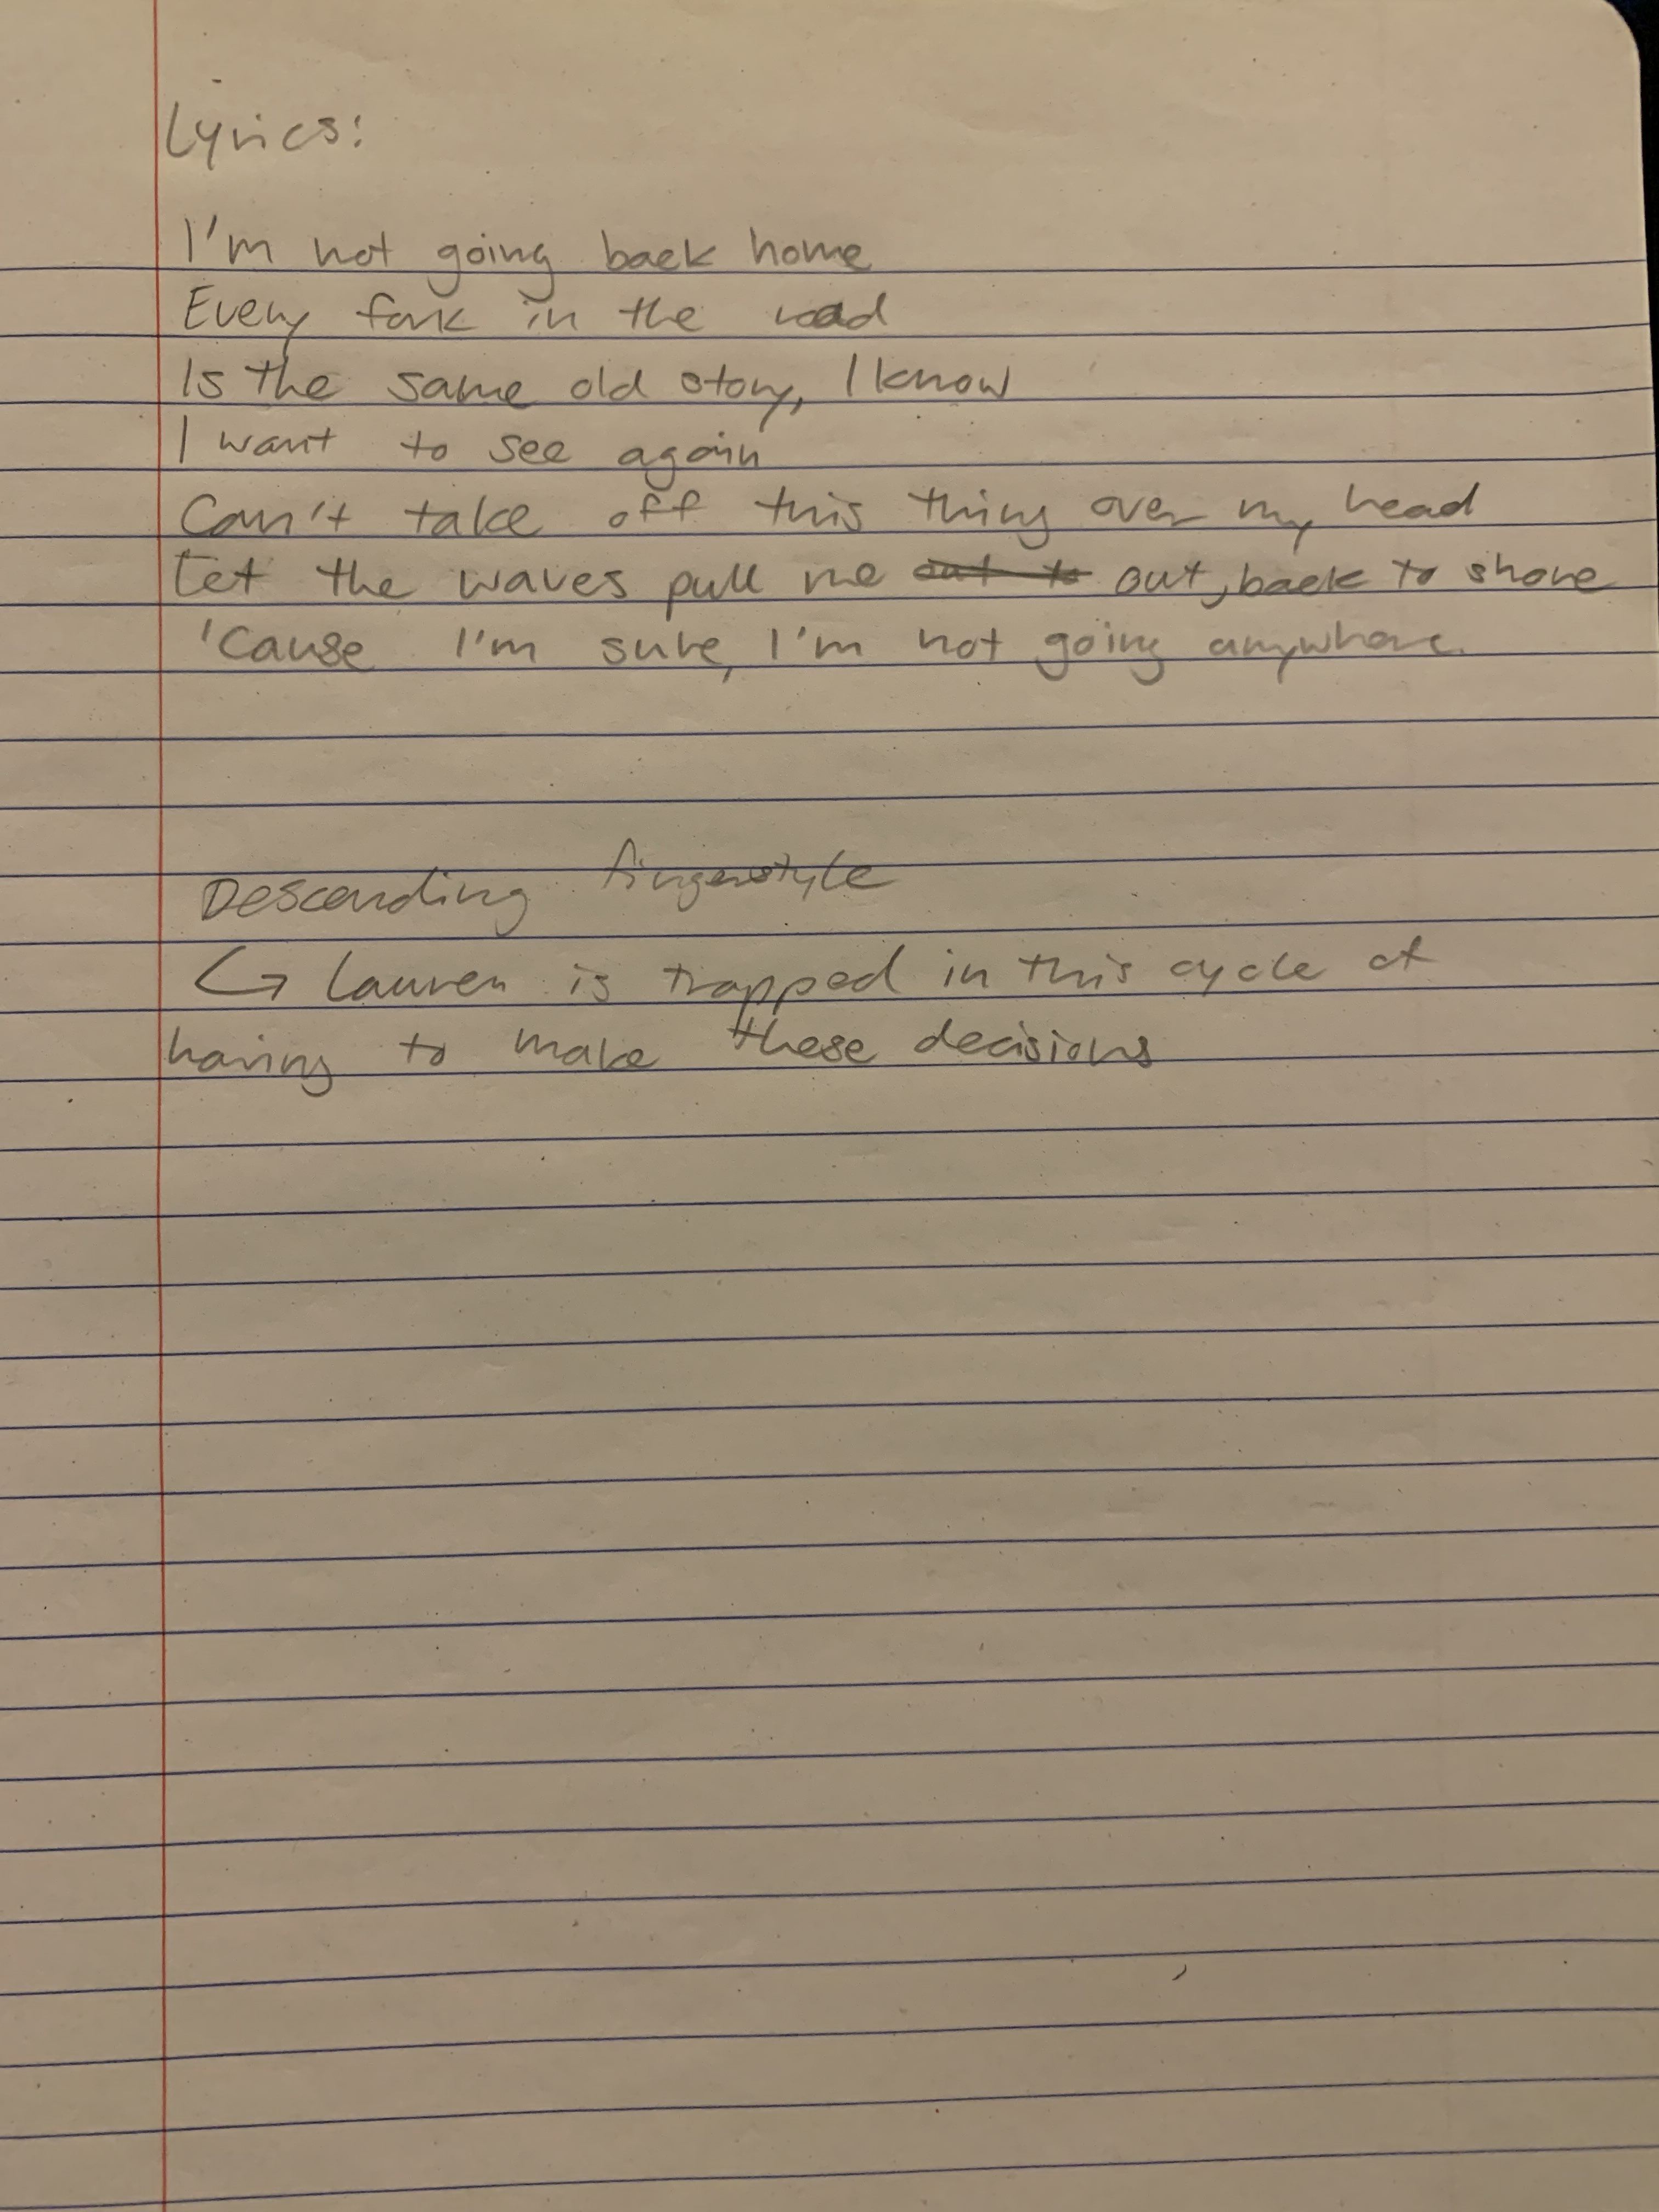 Lyrics:
I'm not going back home
Every fork in the road
Is the same old story, I know
I want to see again
Can't take off this thing over my head
Let the waves pull me out to out, back to shore
'Cause I'm sure, I'm not going anywhere.
Descending fingerstyle
↳ Lauren is trapped in this cycle of
having to make these decisions